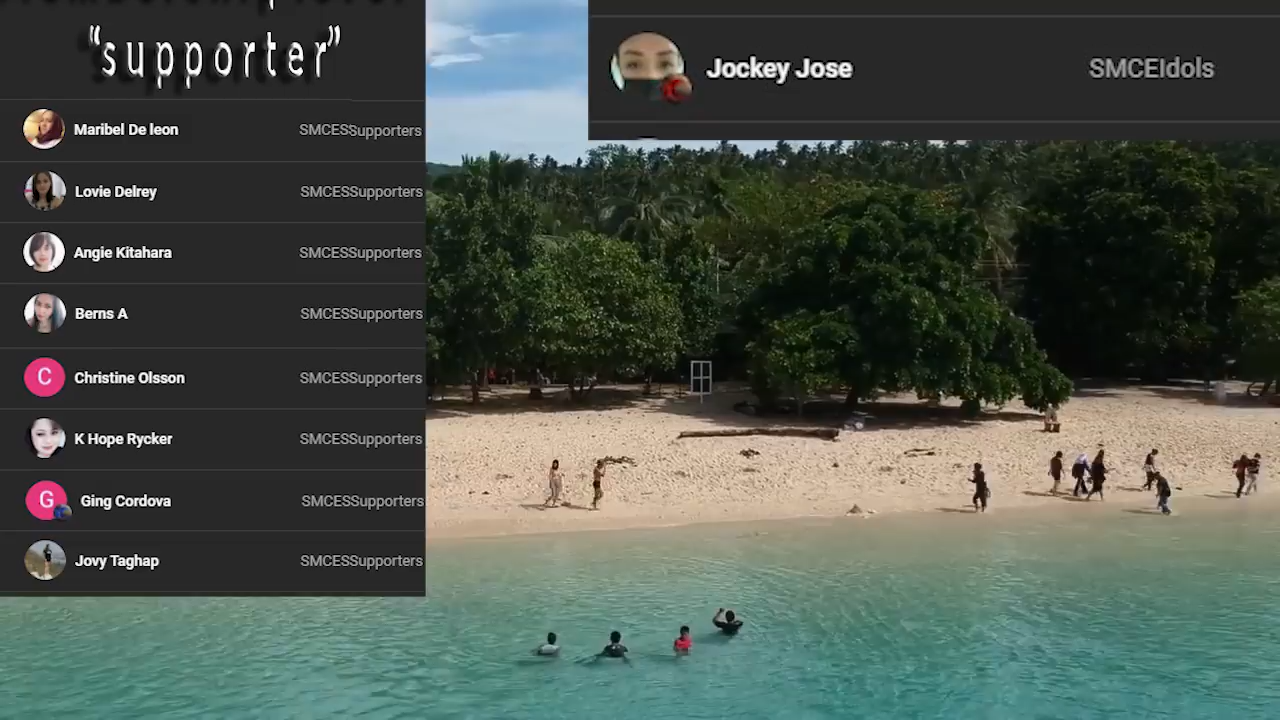 "supporter"
Maribel De leon SMCESSupporters
Lovie Delrey SMCESSupporters
Angie Kitahara SMCESSupporters
Berns A SMCESSupporters
C Christine Olsson SMCESSupporters
K Hope Rycker SMCESSupporters
G Ging Cordova SMCESSupporters
Jovy Taghap SMCESSupporters
Jockey Jose SMCEIdols